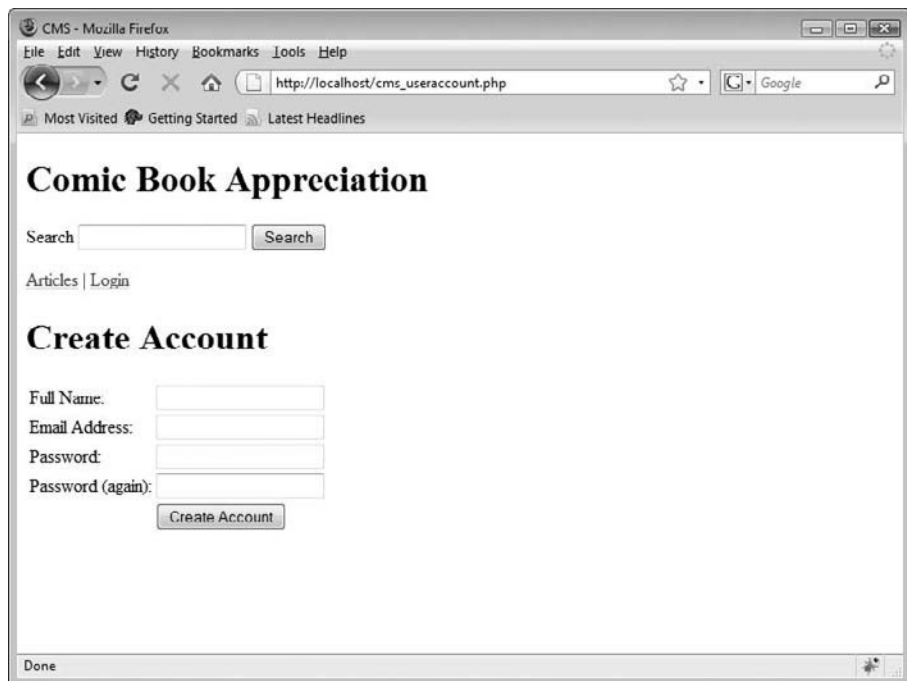 CMS - Mozilla Firefox
File Edit View History Bookmarks Tools Help
http://localhost/cms_useraccount.php
G Google
Most Visited Getting Started Latest Headlines
Comic Book Appreciation
Search Search
Articles | Login
Create Account
Full Name:
Email Address:
Password:
Password (again):
Create Account
Done